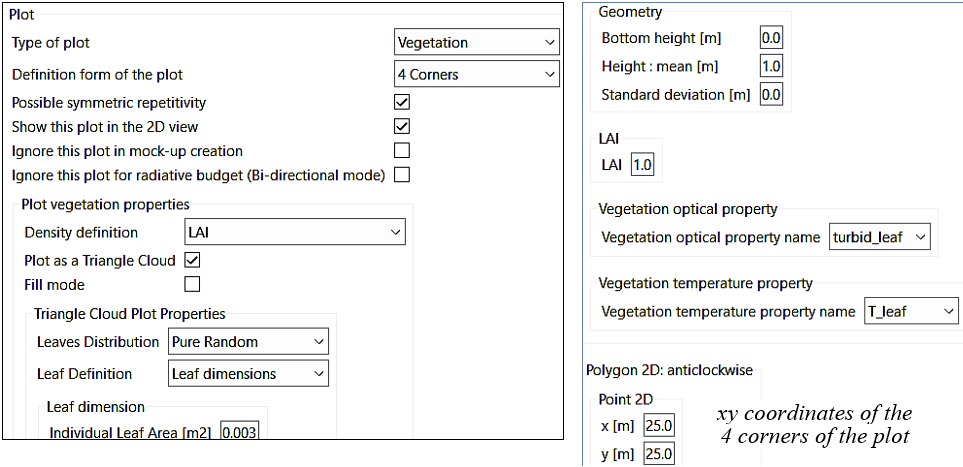 Plot
Type of plot Vegetation
Definition form of the plot 4 Corners
Possible symmetric repetitivity
Show this plot in the 2D view
Ignore this plot in mock-up creation
Ignore this plot for radiative budget (Bi-directional mode)
Plot vegetation properties
Density definition LAI
Plot as a Triangle Cloud
Fill mode
Triangle Cloud Plot Properties
Leaves Distribution Pure Random
Leaf Definition Leaf dimensions
Leaf dimension
Individual Leaf Area [m2] 0.003
Geometry
Bottom height [m] 0.0
Height : mean [m] 1.0
Standard deviation [m] 0.0
LAI
LAI 1.0
Vegetation optical property
Vegetation optical property name turbid_leaf
Vegetation temperature property
Vegetation temperature property name T_leaf
Polygon 2D: anticlockwise
Point 2D
x [m] 25.0
y [m] 25.0
xy coordinates of the
4 corners of the plot